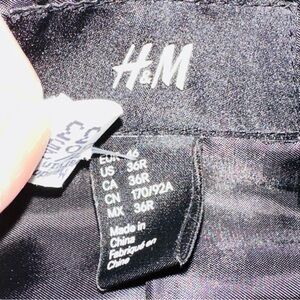 H&M
EUR 46
US 36R
CA 36R
CN 170/92A
MX 36R
Made in
China
Fabriqué en
Chine